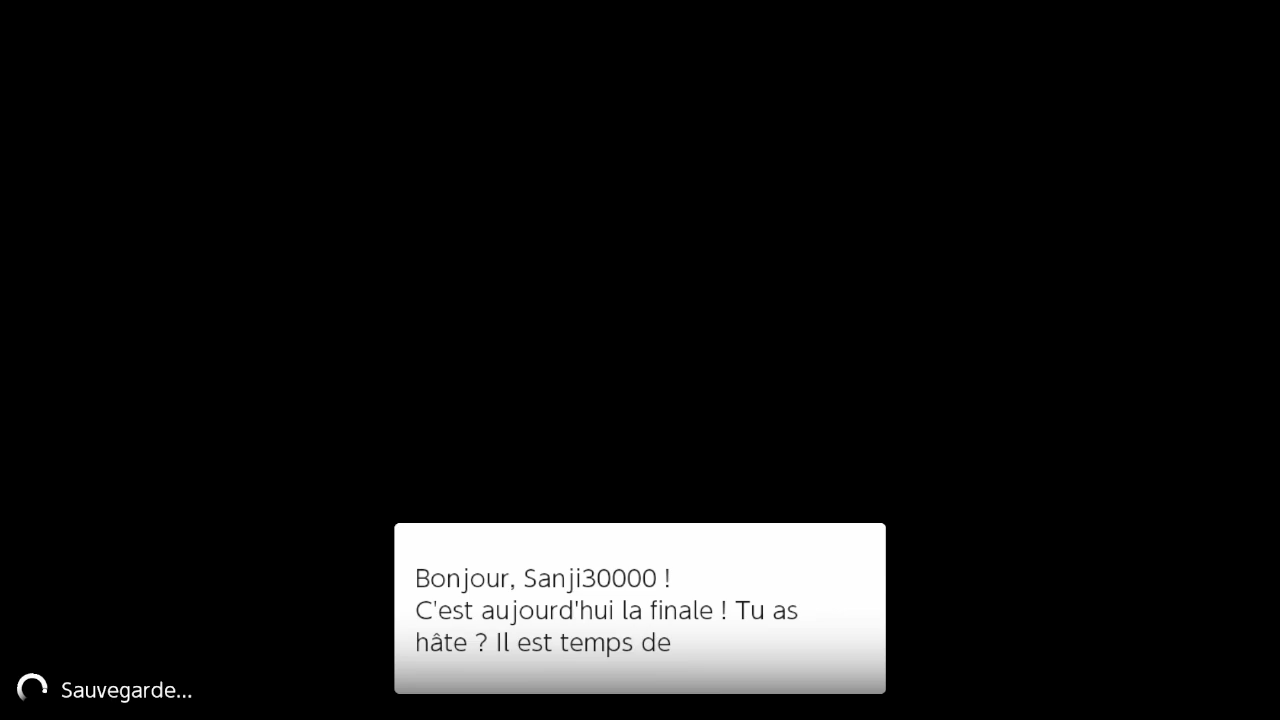 Bonjour, Sanji30000 !
C'est aujourd'hui la finale ! Tu as
hâte ? Il est temps de
Sauvegarde...